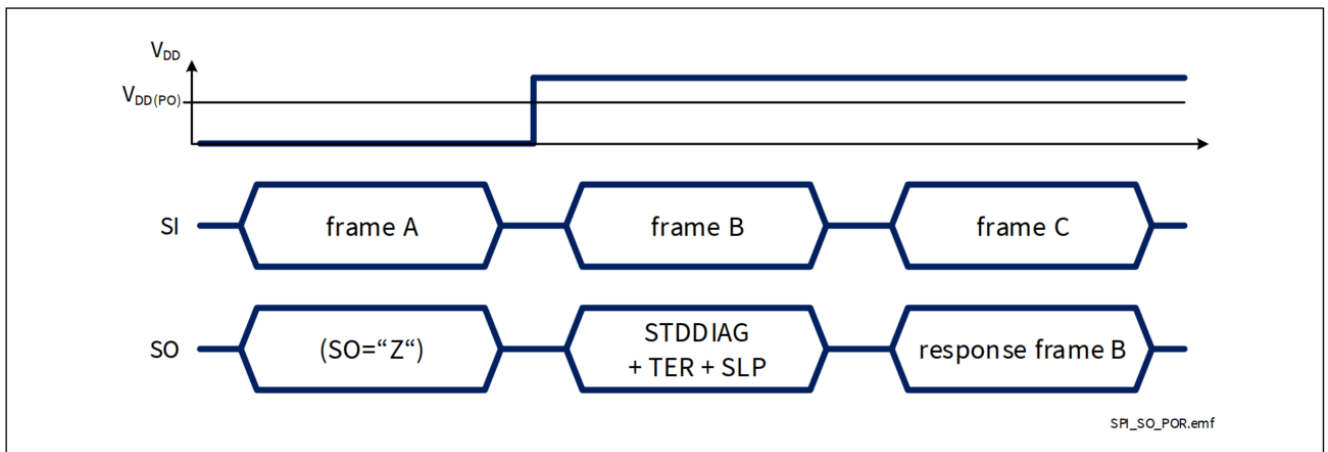 VDD
VDD(PO)
SI
frame A
frame B
frame C
SO
(SO=“Z“)
STDDIAG
+ TER + SLP
response frame B
SPI_SO_POR.emf